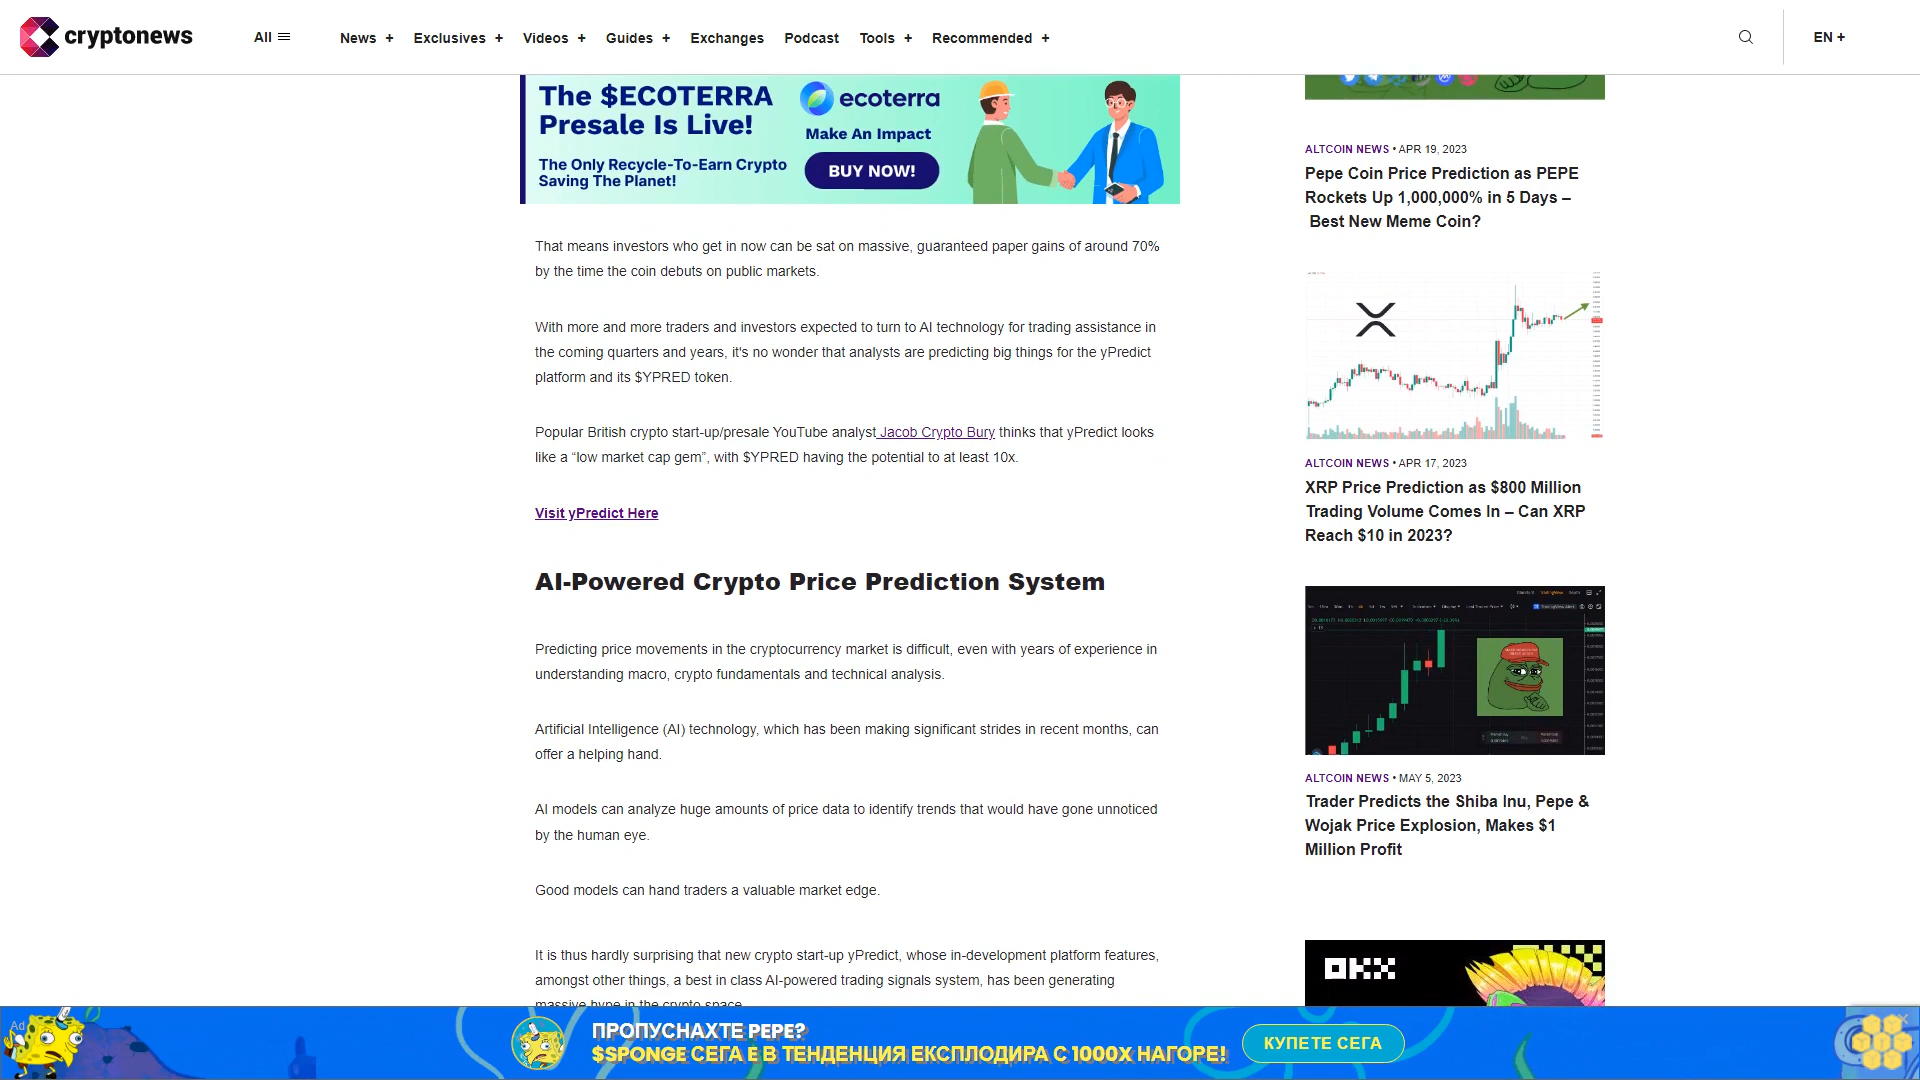 cryptonews
All
News +
Exclusives +
Videos +
Guides +
Exchanges
Podcast
Tools +
Recommended +
EN +
The $ECOTERRA
Presale Is Live!
The Only Recycle-To-Earn Crypto
Saving The Planet!
ecoterra
Make An Impact
BUY NOW!
That means investors who get in now can be sat on massive, guaranteed paper gains of around 70%
by the time the coin debuts on public markets.
With more and more traders and investors expected to turn to AI technology for trading assistance in
the coming quarters and years, it's no wonder that analysts are predicting big things for the yPredict
platform and its $YPRED token.
Popular British crypto start-up/presale YouTube analyst Jacob Crypto Bury thinks that yPredict looks
like a “low market cap gem”, with $YPRED having the potential to at least 10x.
Visit yPredict Here
AI-Powered Crypto Price Prediction System
Predicting price movements in the cryptocurrency market is difficult, even with years of experience in
understanding macro, crypto fundamentals and technical analysis.
Artificial Intelligence (AI) technology, which has been making significant strides in recent months, can
offer a helping hand.
AI models can analyze huge amounts of price data to identify trends that would have gone unnoticed
by the human eye.
Good models can hand traders a valuable market edge.
It is thus hardly surprising that new crypto start-up yPredict, whose in-development platform features,
amongst other things, a best in class AI-powered trading signals system, has been generating
massive hype in the crypto space.
ALTCOIN NEWS • APR 19, 2023
Pepe Coin Price Prediction as PEPE
Rockets Up 1,000,000% in 5 Days –
Best New Meme Coin?
ALTCOIN NEWS • APR 17, 2023
XRP Price Prediction as $800 Million
Trading Volume Comes In – Can XRP
Reach $10 in 2023?
ALTCOIN NEWS • MAY 5, 2023
Trader Predicts the Shiba Inu, Pepe &
Wojak Price Explosion, Makes $1
Million Profit
OKX
Ad
ПРОПУСНАХТЕ PEPE?
$SPONGE СЕГА Е В ТЕНДЕНЦИЯ ЕКСПЛОДИРА С 1000X НАГОРЕ!
КУПЕТЕ СЕГА